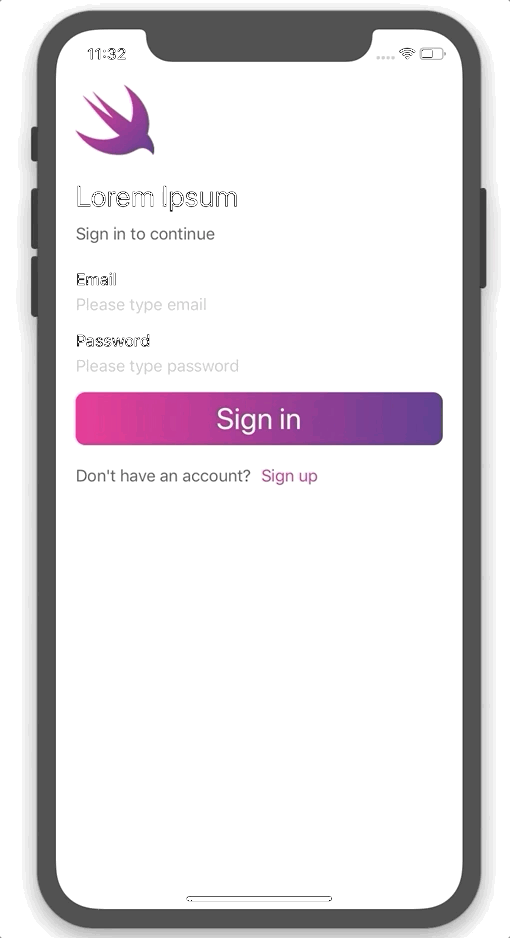 11:32
Lorem Ipsum
Sign in to continue
Email
Please type email
Password
Please type password
Sign in
Don't have an account? Sign up